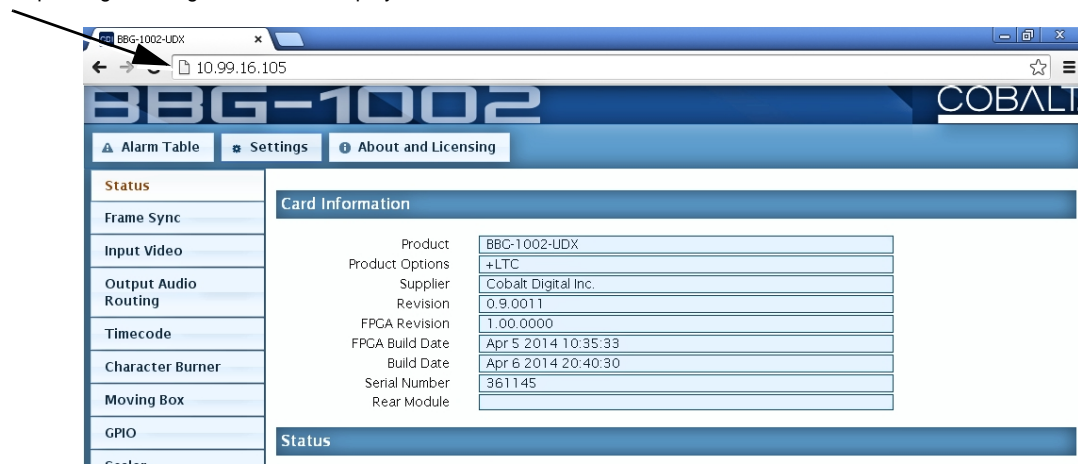 BBG-1002-UDX
10.99.16.105
BBG-1002
COBALT
Alarm Table
Settings
About and Licensing
Status
Frame Sync
Input Video
Output Audio
Routing
Timecode
Character Burner
Moving Box
GPIO
Card Information
Product BBG-1002-UDX
Product Options +LTC
Supplier Cobalt Digital Inc.
Revision 0.9.0011
FPGA Revision 1.00.0000
FPGA Build Date Apr 5 2014 10:35:33
Build Date Apr 6 2014 20:40:30
Serial Number 361145
Rear Module
Status